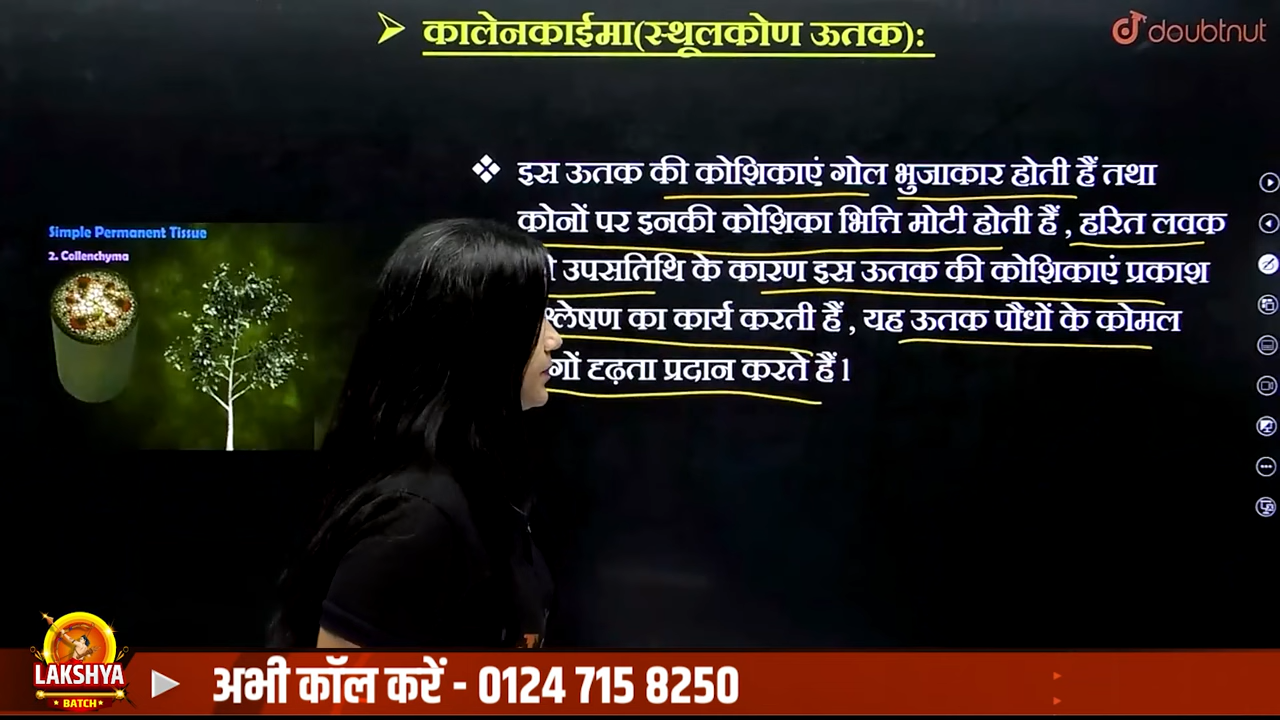 ➤ कालेनकाईमा(स्थूलकोण ऊतक):
doubtnut
❖ इस ऊतक की कोशिकाएं गोल भुजाकार होती हैं तथा
कोनों पर इनकी कोशिका भित्ति मोटी होती हैं , हरित लवक
उपसतिथि के कारण इस ऊतक की कोशिकाएं प्रकाश
का कार्य करती हैं , यह ऊतक पौधों के कोमल
दृढ़ता प्रदान करते हैं l
Simple Permanent Tissue
2. Collenchyma
LAKSHYA
BATCH
अभी कॉल करें - 0124 715 8250